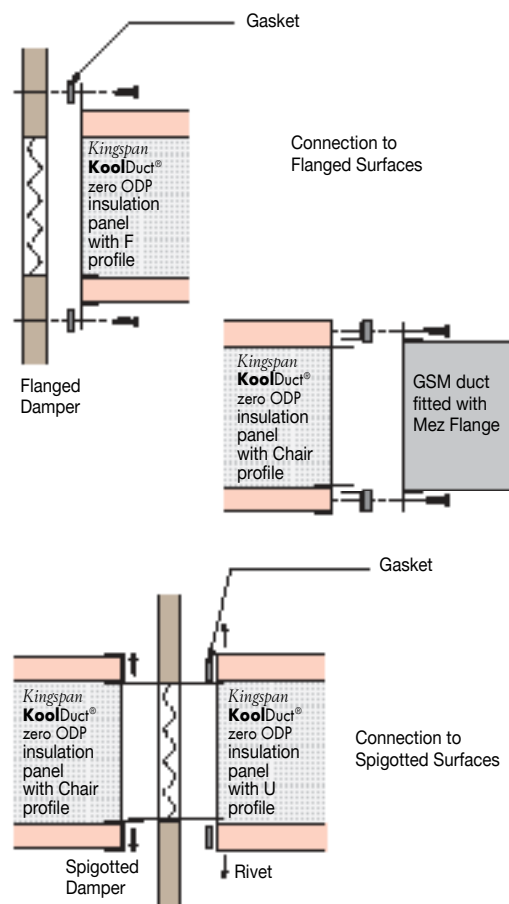 Gasket
Connection to
Flanged Surfaces
Kingspan
KoolDuct®
zero ODP
insulation
panel
with F
profile
Flanged
Damper
Kingspan
KoolDuct®
zero ODP
insulation
panel
with Chair
profile
GSM duct
fitted with
Mez Flange
Gasket
Kingspan
KoolDuct®
zero ODP
insulation
panel
with Chair
profile
Kingspan
KoolDuct®
zero ODP
insulation
panel
with U
profile
Connection to
Spigotted Surfaces
Spigotted
Damper
Rivet